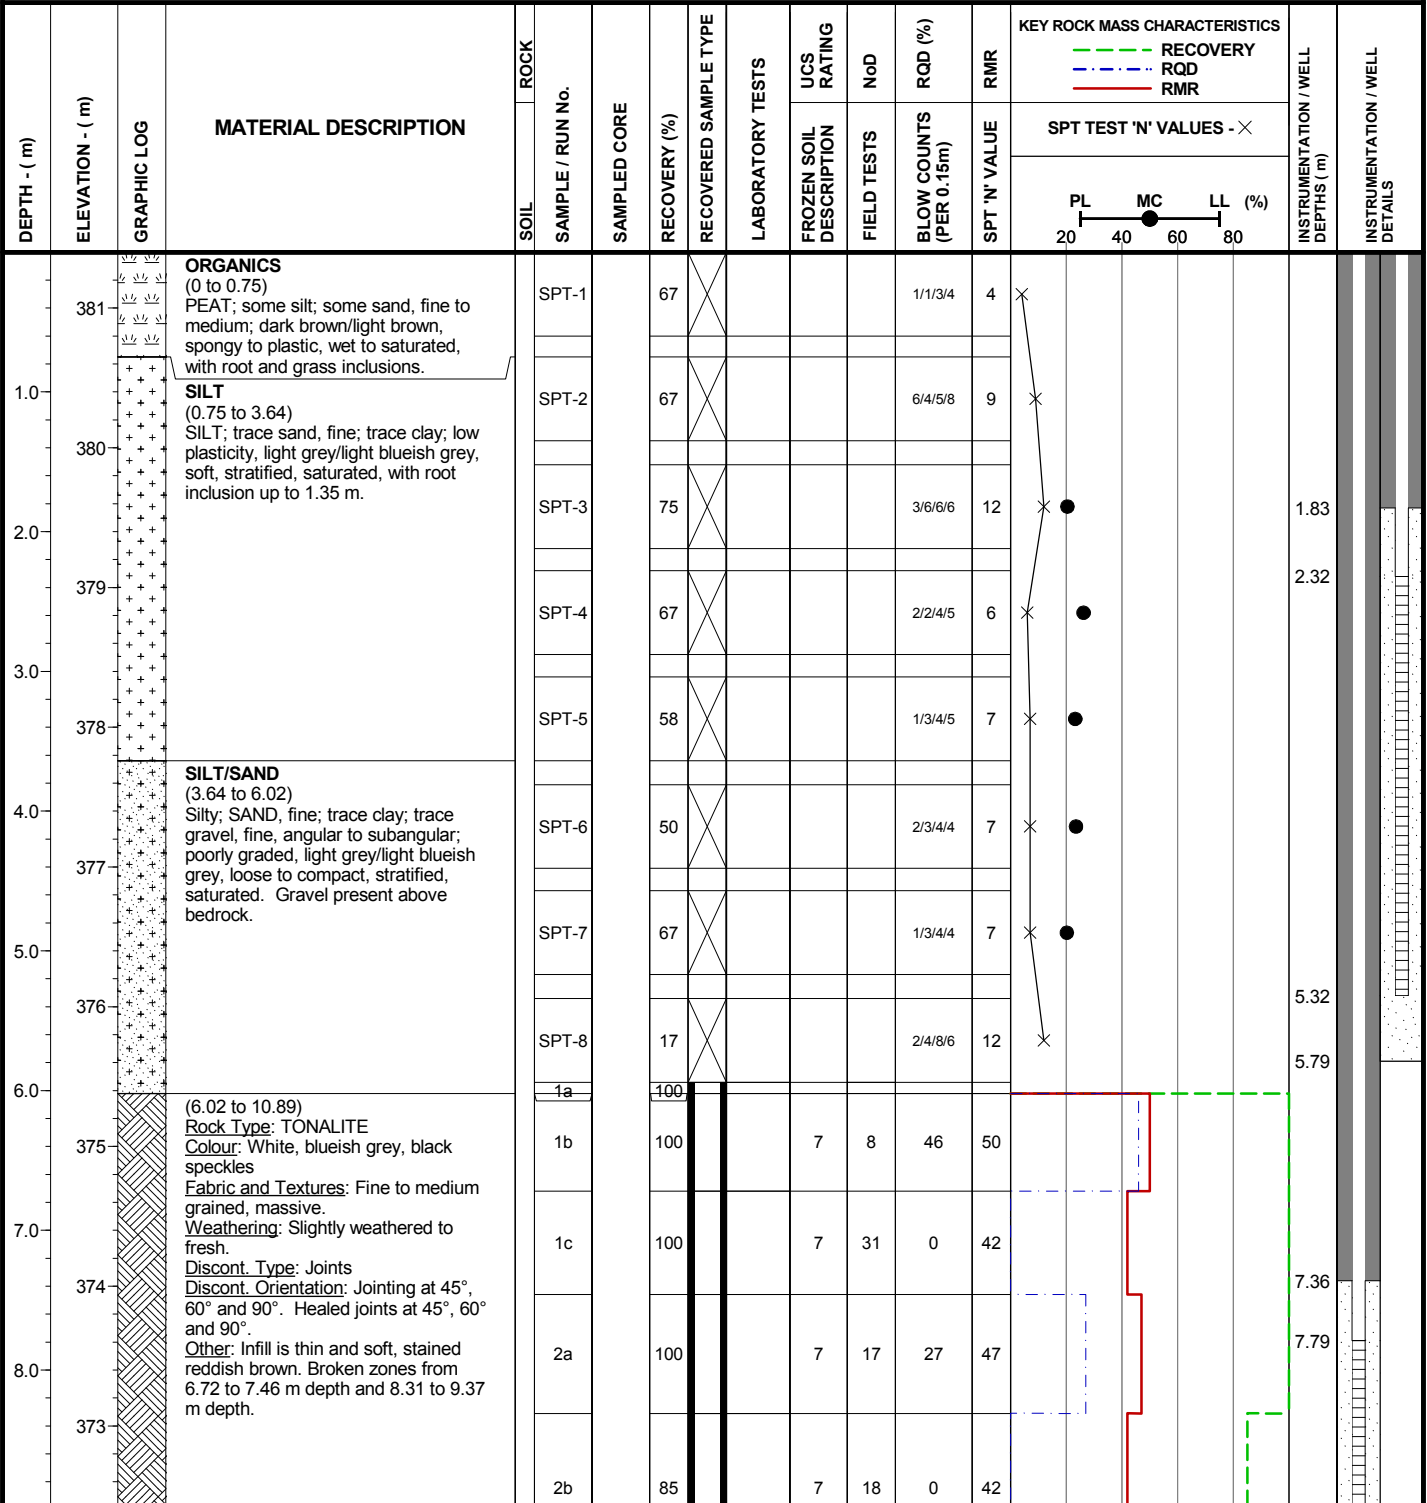 DEPTH - ( m)
ELEVATION - ( m)
GRAPHIC LOG
MATERIAL DESCRIPTION
SOIL
ROCK
SAMPLE / RUN No.
SAMPLED CORE
RECOVERY (%)
RECOVERED SAMPLE TYPE
LABORATORY TESTS
UCS
RATING
FROZEN SOIL
DESCRIPTION
NoD
FIELD TESTS
RQD (%)
BLOW COUNTS
(PER 0.15m)
RMR
SPT 'N' VALUE
KEY ROCK MASS CHARACTERISTICS
RECOVERY
RQD
RMR
SPT TEST 'N' VALUES - ×
PL MC LL (%)
20 40 60 80
INSTRUMENTATION / WELL
DEPTHS ( m)
INSTRUMENTATION / WELL
DETAILS
ORGANICS
(0 to 0.75)
PEAT; some silt; some sand, fine to
medium; dark brown/light brown,
spongy to plastic, wet to saturated,
with root and grass inclusions.
381
SPT-1 67 1/1/3/4 4
1.0
SILT
(0.75 to 3.64)
SILT; trace sand, fine; trace clay; low
plasticity, light grey/light blueish grey,
soft, stratified, saturated, with root
inclusion up to 1.35 m.
SPT-2 67 6/4/5/8 9
380
SPT-3 75 3/6/6/6 12 1.83
2.0
379
2.32
SPT-4 67 2/2/4/5 6
3.0
SPT-5 58 1/3/4/5 7
378
SILT/SAND
(3.64 to 6.02)
Silty; SAND, fine; trace clay; trace
gravel, fine, angular to subangular;
poorly graded, light grey/light blueish
grey, loose to compact, stratified,
saturated. Gravel present above
bedrock.
4.0
SPT-6 50 2/3/4/4 7
377
SPT-7 67 1/3/4/4 7
5.0
376
5.32
SPT-8 17 2/4/8/6 12
5.79
6.0
1a 100
(6.02 to 10.89)
Rock Type: TONALITE
Colour: White, blueish grey, black
speckles
Fabric and Textures: Fine to medium
grained, massive.
Weathering: Slightly weathered to
fresh.
Discont. Type: Joints
Discont. Orientation: Jointing at 45°,
60° and 90°. Healed joints at 45°, 60°
and 90°.
Other: Infill is thin and soft, stained
reddish brown. Broken zones from
6.72 to 7.46 m depth and 8.31 to 9.37
m depth.
375
1b 100 7 8 46 50
7.0
1c 100 7 31 0 42
374
7.36
7.79
2a 100 7 17 27 47
8.0
373
2b 85 7 18 0 42